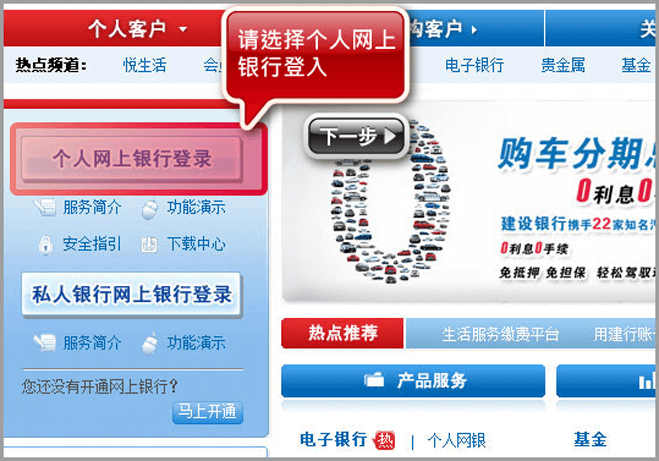 个人客户
构客户
关
热点频道：
悦生活
会
电子银行
贵金属
基金
请选择个人网上
银行登入
下一步
个人网上银行登录
服务简介
功能演示
安全指引
下载中心
私人银行网上银行登录
服务简介
功能演示
您还没有开通网上银行？
马上开通
购车分期
0利息0
建设银行携手22家知名
0利息0手续
免抵押 免担保 轻松驾驭
热点推荐
生活服务缴费平台
用建行账
产品服务
电子银行 热 | 个人网银
基金